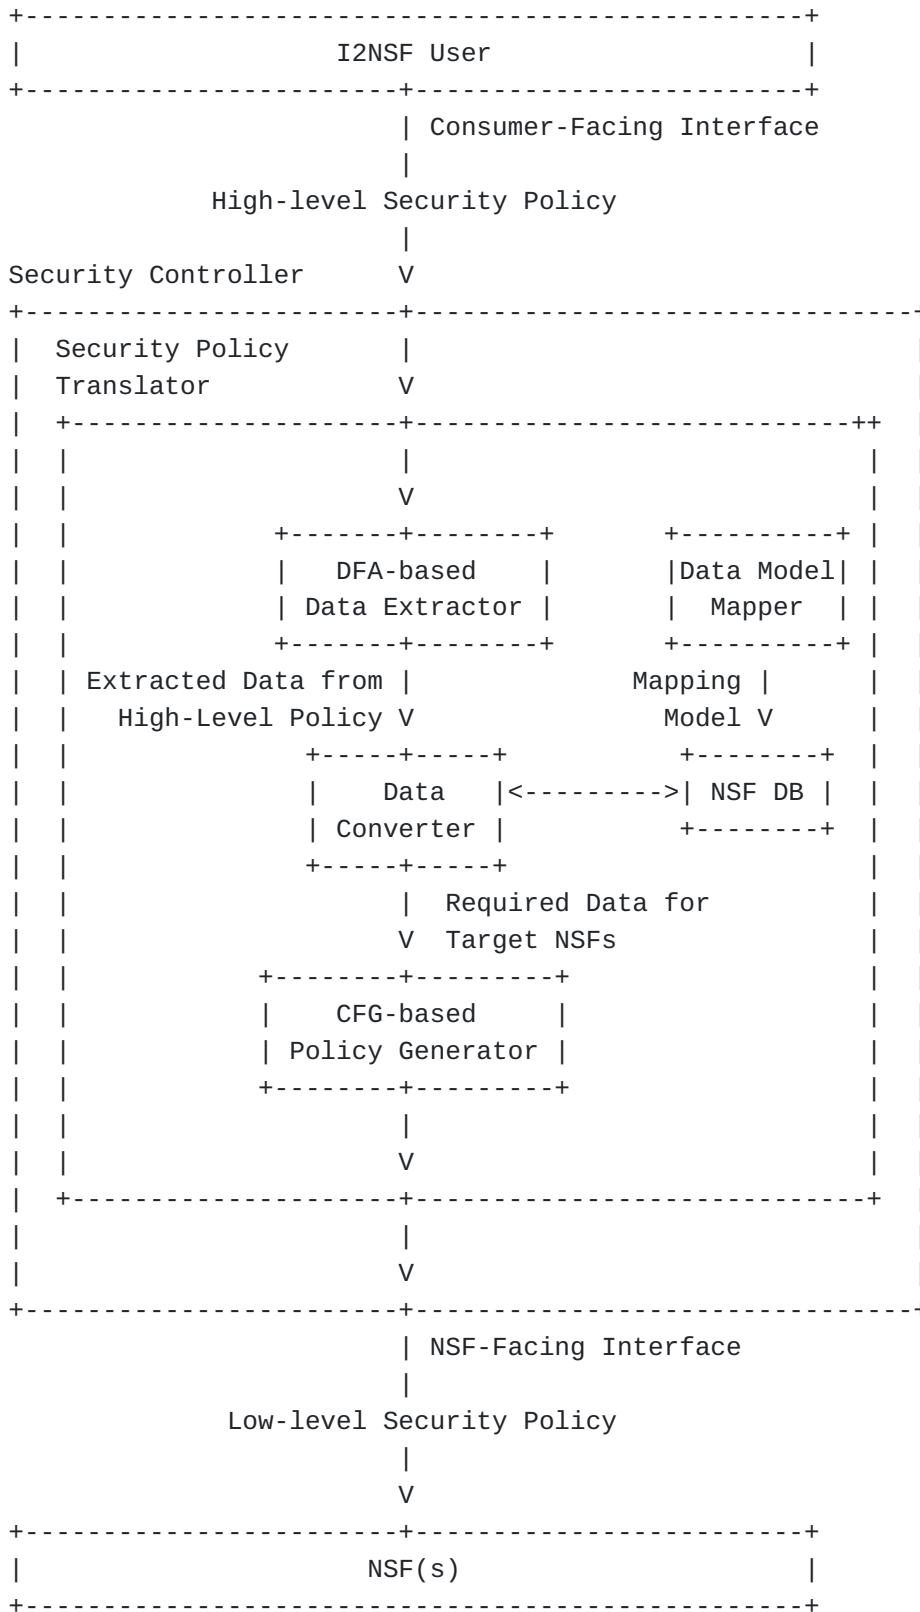 I2NSF User
Consumer-Facing Interface
High-level Security Policy
Security Controller V
Security Policy
Translator V
V
DFA-based Data Model
Data Extractor Mapper
Extracted Data from Mapping
High-Level Policy V Model V
Data <--------->| NSF DB
Converter
Required Data for
V Target NSFs
CFG-based
Policy Generator
V
V
NSF-Facing Interface
Low-level Security Policy
V
NSF(s)